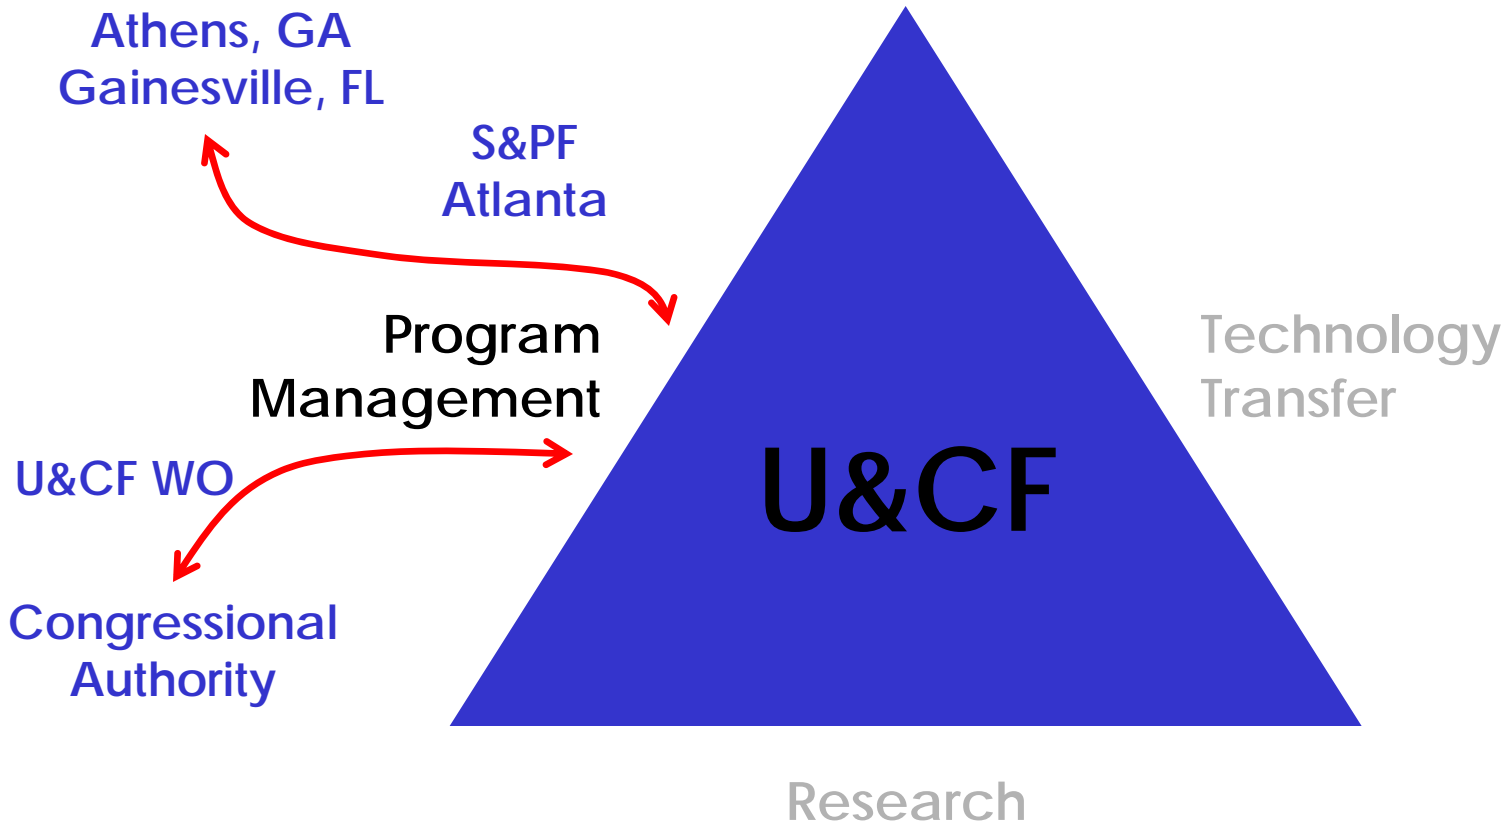 Athens, GA
Gainesville, FL
S&PF
Atlanta
Program
Management
Technology
Transfer
U&CF WO
U&CF
Congressional
Authority
Research